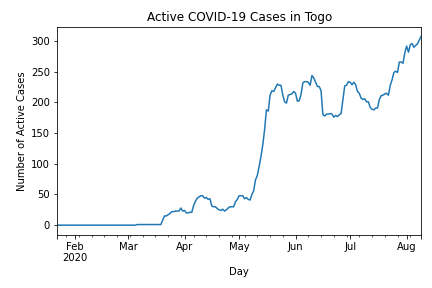 Active COVID-19 Cases in Togo
Number of Active Cases
300
250
200
150
100
50
0
Feb Mar Apr May Jun Jul Aug
2020
Day